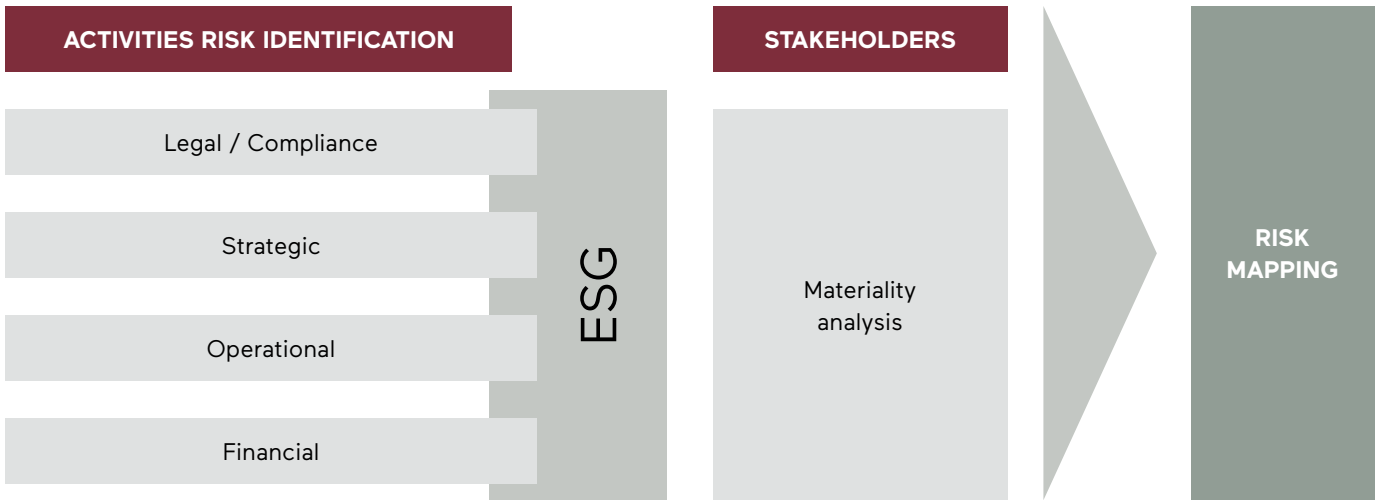 ACTIVITIES RISK IDENTIFICATION
Legal / Compliance
Strategic
Operational
Financial
ESG
STAKEHOLDERS
Materiality
analysis
RISK
MAPPING